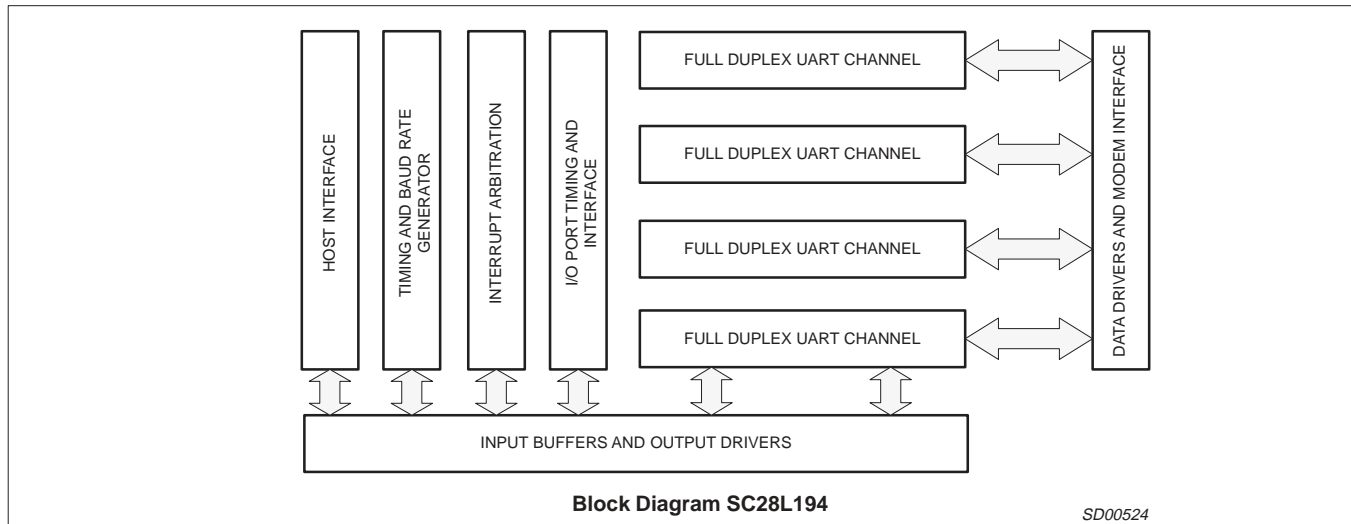 HOST INTERFACE
TIMING AND BAUD RATE
GENERATOR
INTERRUPT ARBITRATION
I/O PORT TIMING AND
INTERFACE
FULL DUPLEX UART CHANNEL
FULL DUPLEX UART CHANNEL
FULL DUPLEX UART CHANNEL
FULL DUPLEX UART CHANNEL
DATA DRIVERS AND MODEM INTERFACE
INPUT BUFFERS AND OUTPUT DRIVERS
Block Diagram SC28L194
SD00524